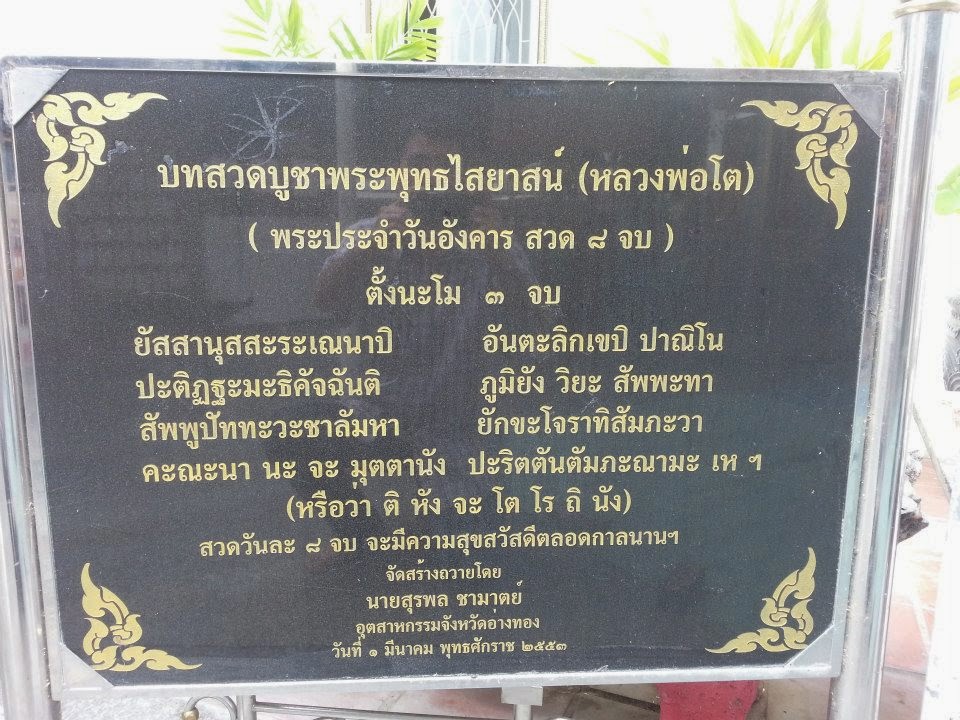 บทสวดบูชาพระพุทธไสยาสน์ (หลวงพ่อโต)
( พระประจำวันอังคาร สวด ๘ จบ )
ตั้งนะโม ๓ จบ
ยัสสานุสสะระเณนาปิ อันตะลิกเขปิ ปาณิโน
ปะติฏฐะมะธิคัจฉันติ ภูมิยัง วิยะ สัพพะทา
สัพพูปัททะวะชาลัมหา ยักขะโจราทิสัมภะวา
คะณะนา นะ จะ มุตตานัง ปะริตตันตัมภะณามะ เห ฯ
(หรือว่า ติ หัง จะ โต โร ถิ นัง)
สวดวันละ ๘ จบ จะมีความสุขสวัสดีตลอดกาลนานฯ
จัดสร้างถวายโดย
นายสุรพล ชามาตย์
อุตสาหกรรมจังหวัดอ่างทอง
วันที่ ๑ มีนาคม พุทธศักราช ๒๕๕๓